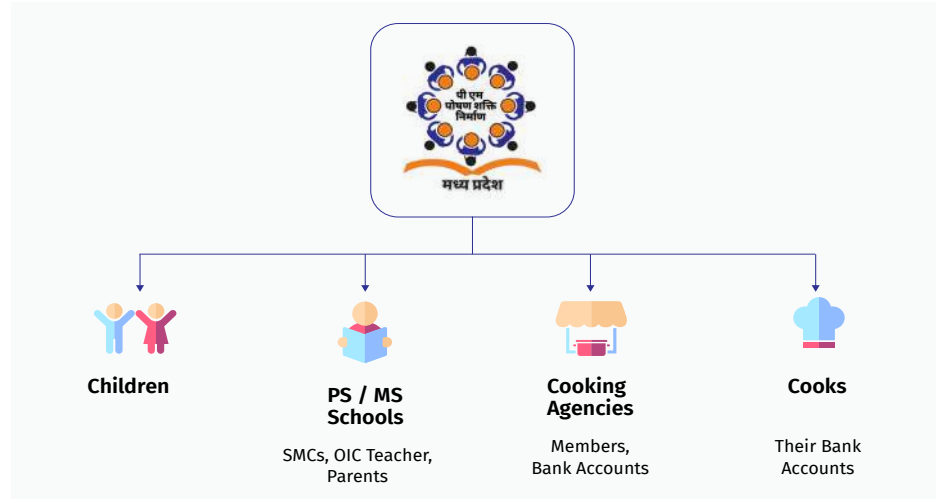 पी एम
पोषण शक्ति
निर्माण
मध्य प्रदेश
Children
PS / MS
Schools
SMCs, OIC Teacher,
Parents
Cooking
Agencies
Members,
Bank Accounts
Cooks
Their Bank
Accounts